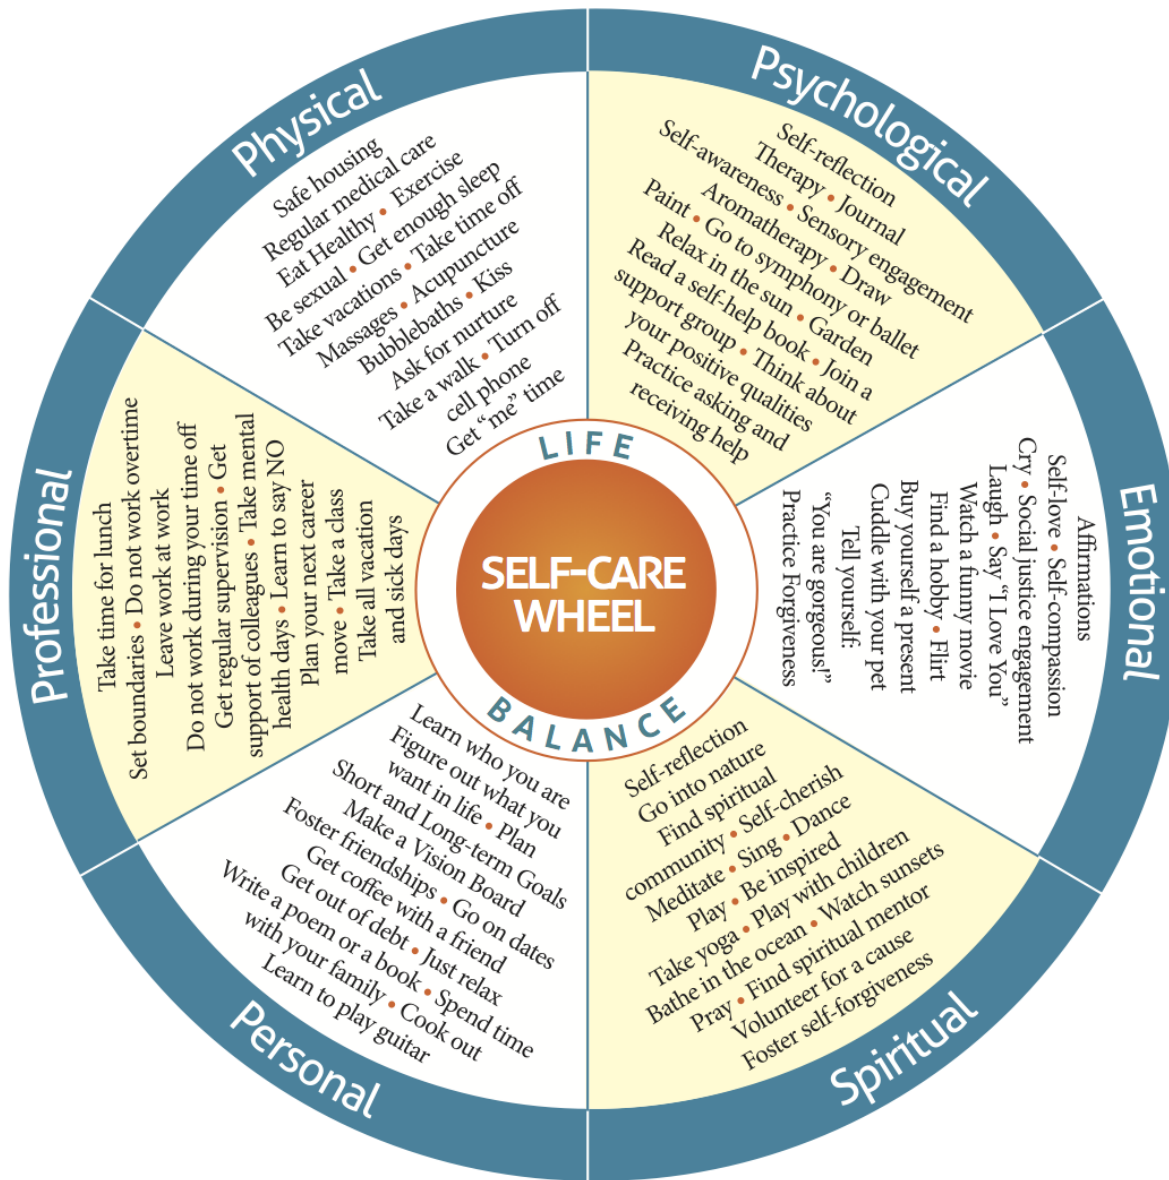 Physical
Safe housing
Regular medical care
Eat Healthy • Exercise
Be sexual • Get enough sleep
Take vacations • Take time off
Massages • Acupuncture
Bubblebaths • Kiss
Ask for nurture
Take a walk • Turn off
cell phone
Get “me” time
Psychological
Self-reflection
Therapy • Journal
Self-awareness • Sensory engagement
Aromatherapy • Draw
Paint • Go to symphony or ballet
Relax in the sun • Garden
Read a self-help book • Join a
support group • Think about
your positive qualities
Practice asking and
receiving help
Emotional
Affirmations
Self-love • Self-compassion
Cry • Social justice engagement
Laugh • Say “I Love You”
Watch a funny movie
Find a hobby • Flirt
Buy yourself a present
Cuddle with your pet
Tell yourself:
“You are gorgeous!”
Practice Forgiveness
Spiritual
Self-reflection
Go into nature
Find spiritual
community • Self-cherish
Meditate • Sing • Dance
Play • Be inspired
Take yoga • Play with children
Bathe in the ocean • Watch sunsets
Pray • Find spiritual mentor
Volunteer for a cause
Foster self-forgiveness
Personal
Learn who you are
Figure out what you
want in life • Plan
Short and Long-term Goals
Make a Vision Board
Foster friendships • Go on dates
Get coffee with a friend
Get out of debt • Just relax
Write a poem or a book • Spend time
with your family • Cook out
Learn to play guitar
Professional
Take time for lunch
Set boundaries • Do not work overtime
Leave work at work
Do not work during your time off
Get regular supervision • Get
support of colleagues • Take mental
health days • Learn to say NO
Plan your next career
move • Take a class
Take all vacation
and sick days
LIFE
SELF-CARE
WHEEL
BALANCE